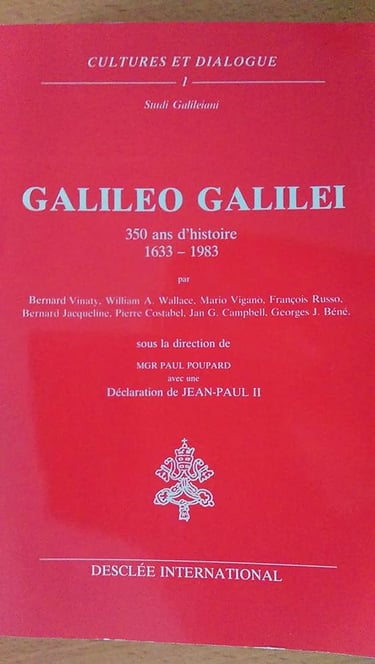 CULTURES ET DIALOGUE
1
Studi Galileiani
GALILEO GALILEI
350 ans d'histoire
1633 – 1983
par
Bernard Vinaty, William A. Wallace, Mario Vigano, François Russo,
Bernard Jacqueline, Pierre Costabel, Jan G. Campbell, Georges J. Béné.
sous la direction de
MGR PAUL POUPARD
avec une
Déclaration de JEAN-PAUL II
DESCLÉE INTERNATIONAL